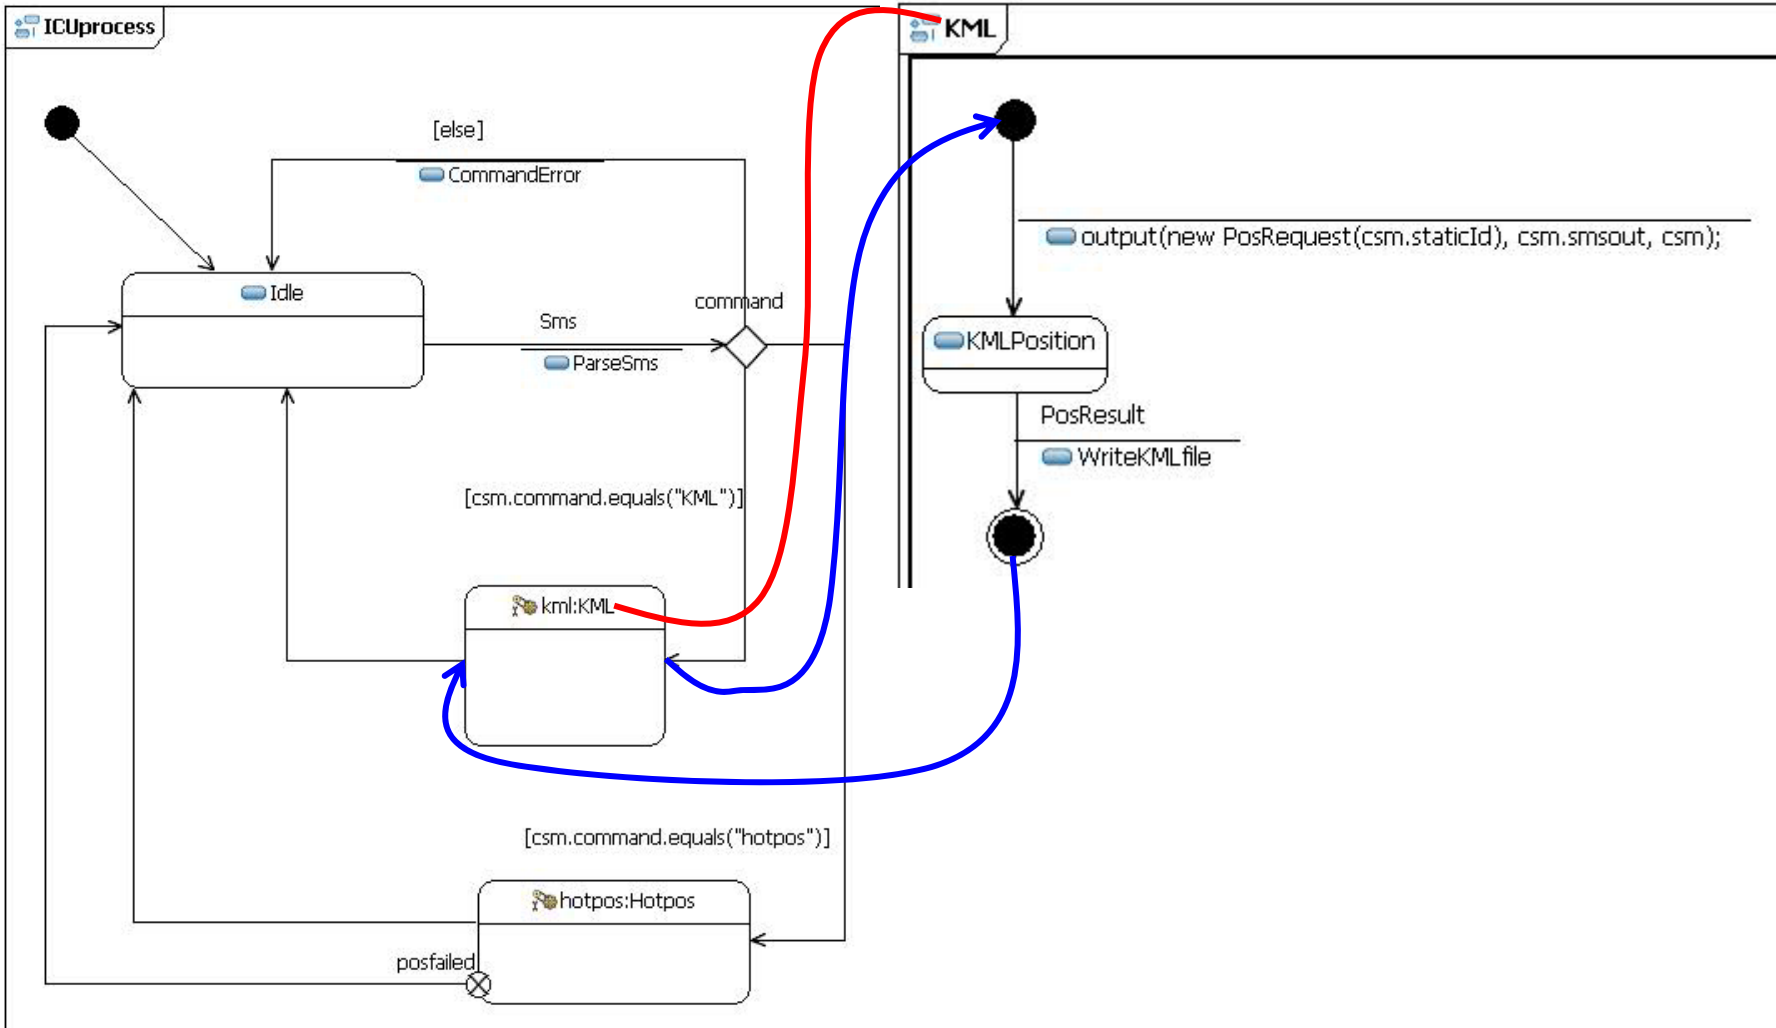 ICUprocess
[else]
CommandError
Idle
Sms
ParseSms
command
[csm.command.equals("KML")]
kml:KML
[csm.command.equals("hotpos")]
hotpos:Hotpos
posfailed
KML
output(new PosRequest(csm.staticId), csm.smsout, csm);
KMLPosition
PosResult
WriteKMLfile